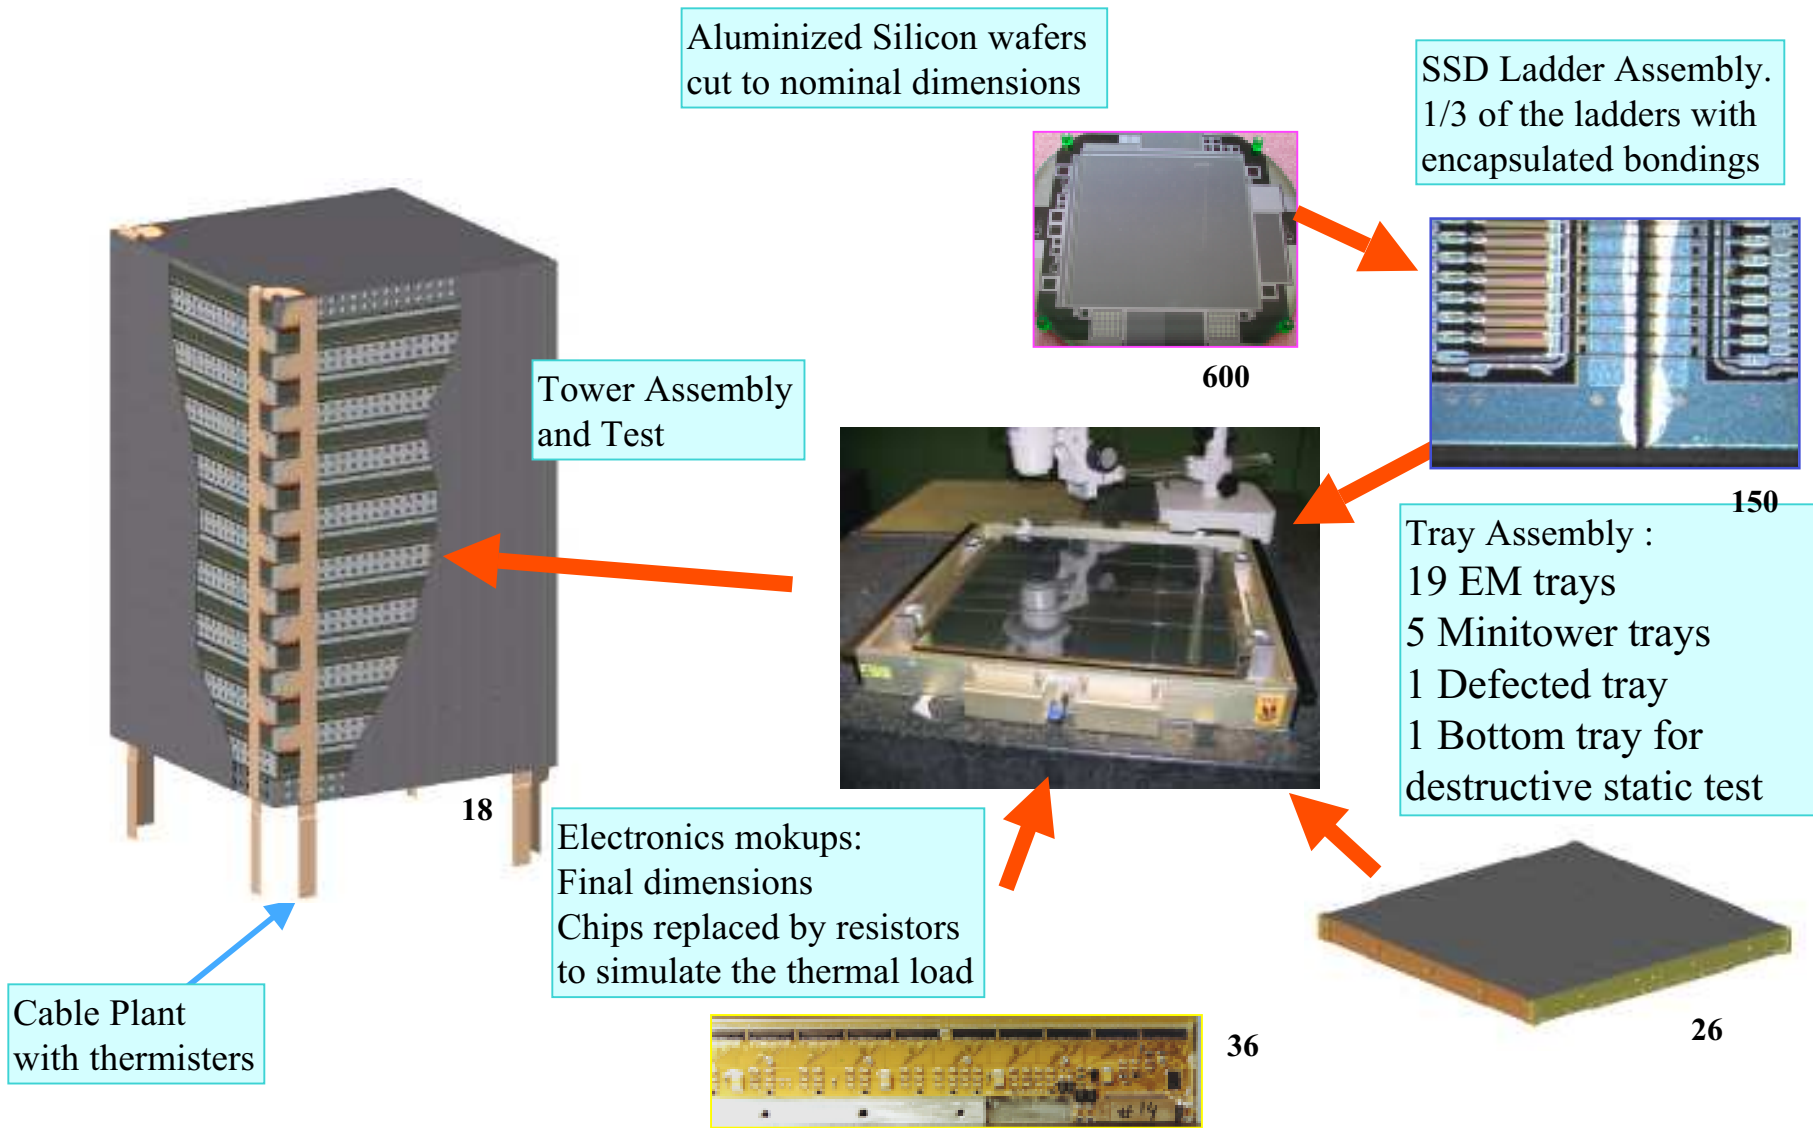 Aluminized Silicon wafers
cut to nominal dimensions
SSD Ladder Assembly.
1/3 of the ladders with
encapsulated bondings
600
Tower Assembly
and Test
150
Tray Assembly :
19 EM trays
5 Minitower trays
1 Defected tray
1 Bottom tray for
destructive static test
18
Electronics mokups:
Final dimensions
Chips replaced by resistors
to simulate the thermal load
Cable Plant
with thermisters
36
26